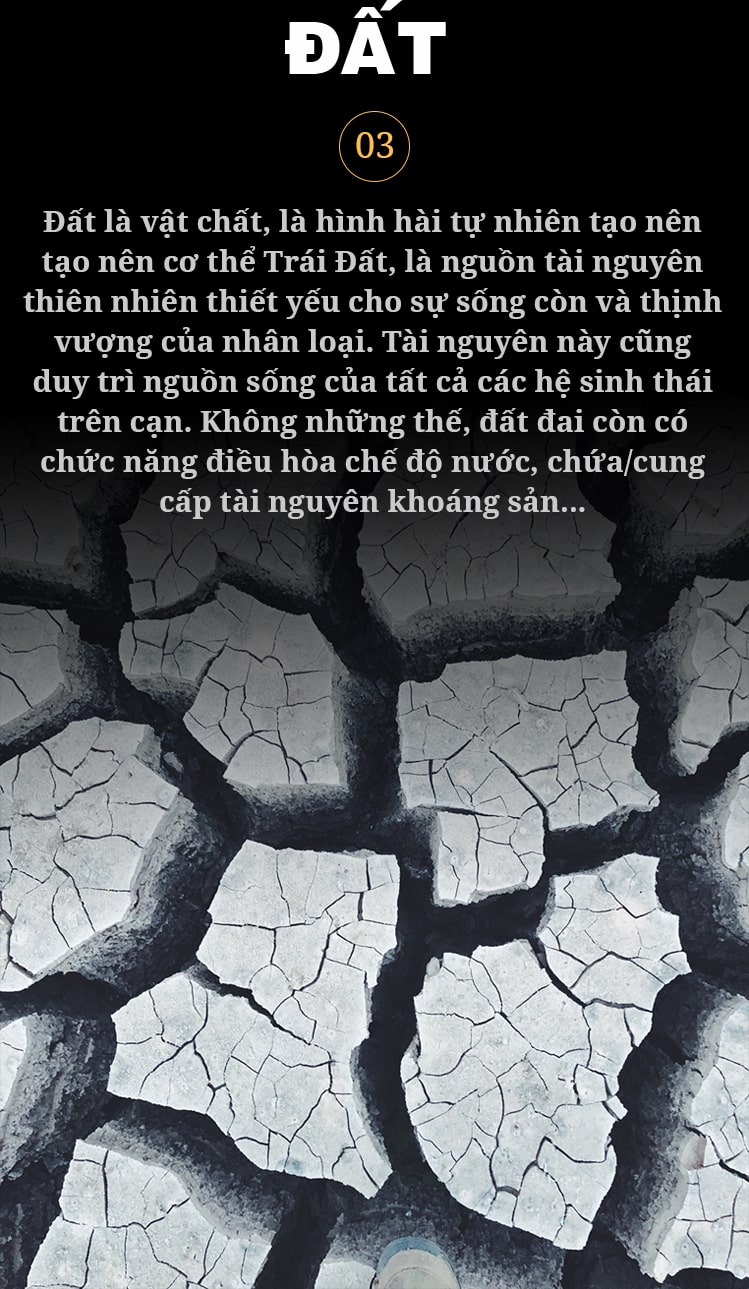 ĐẤT
03
Đất là vật chất, là hình hài tự nhiên tạo nên
tạo nên cơ thể Trái Đất, là nguồn tài nguyên
thiên nhiên thiết yếu cho sự sống còn và thịnh
vượng của nhân loại. Tài nguyên này cũng
duy trì nguồn sống của tất cả các hệ sinh thái
trên cạn. Không những thế, đất đai còn có
chức năng điều hòa chế độ nước, chứa/cung
cấp tài nguyên khoáng sản...